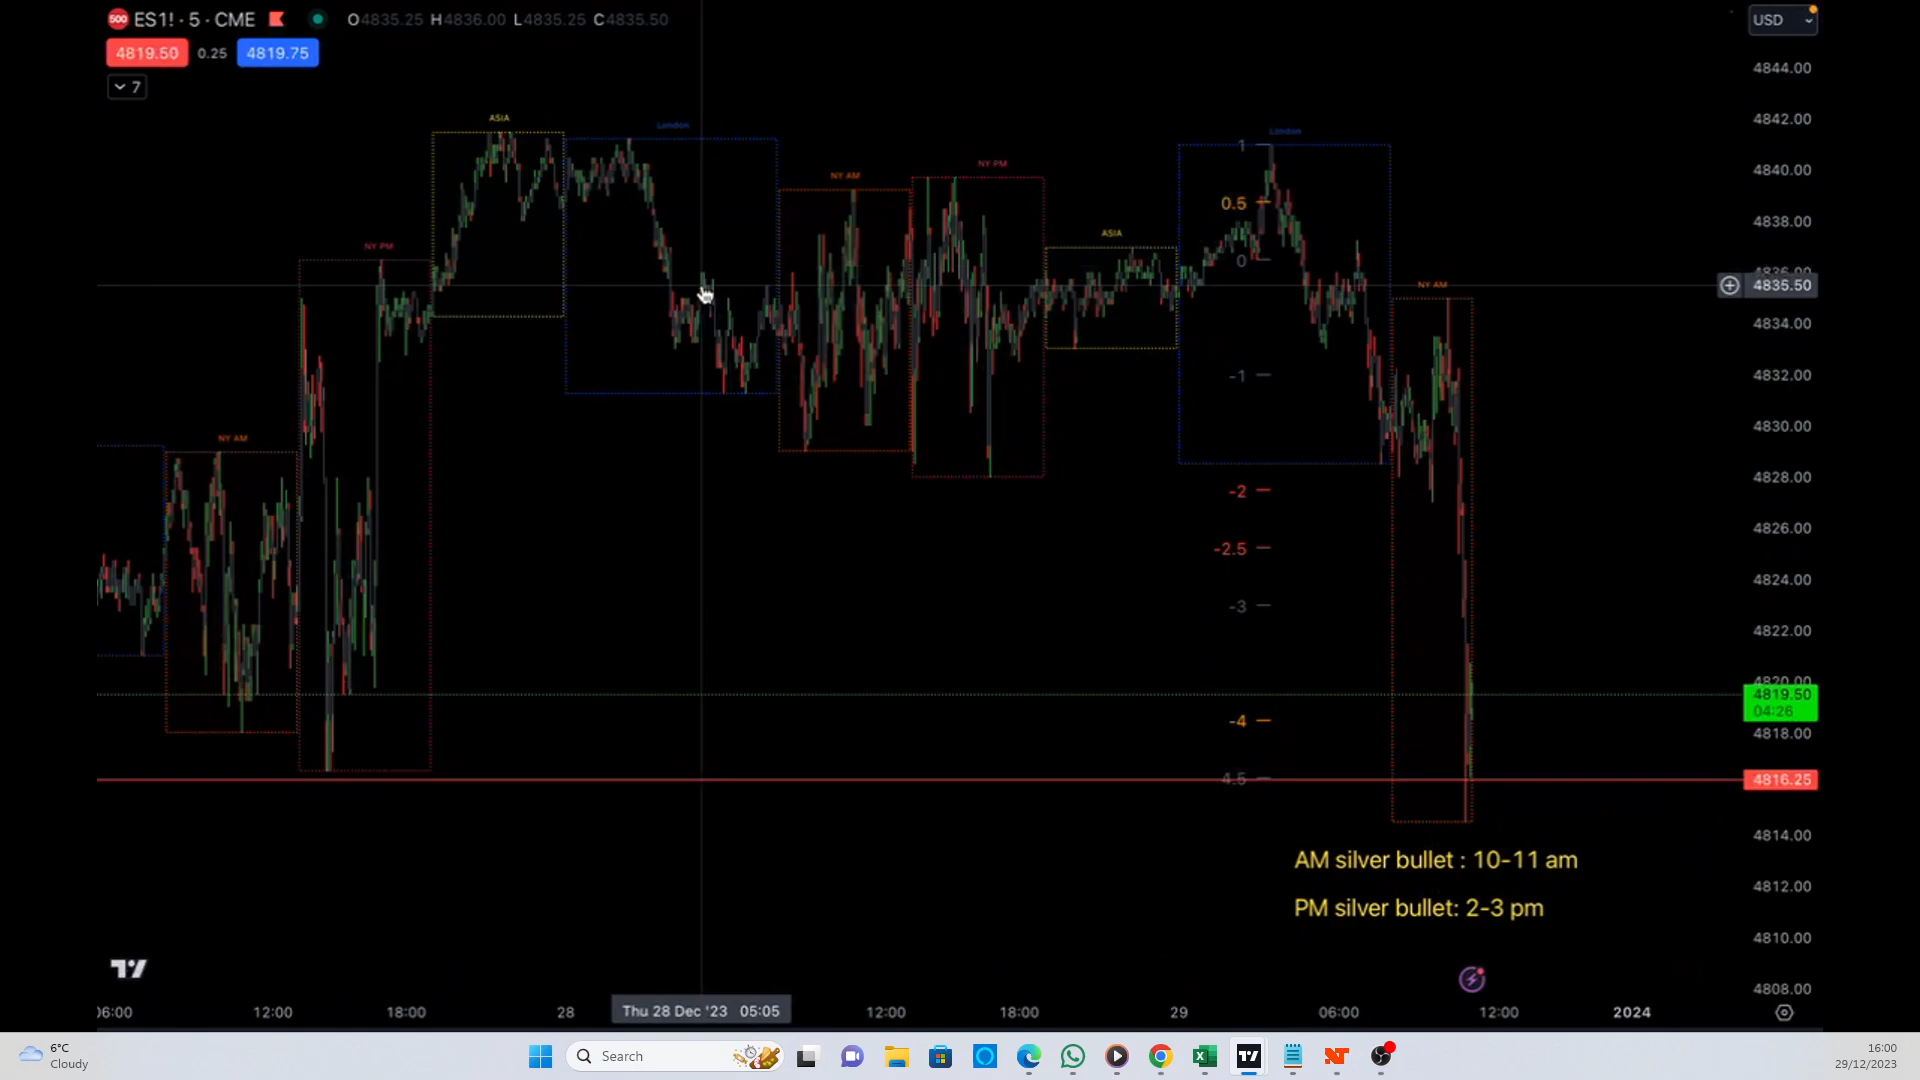 500 ES1! · 5 · CME O4835.25 H4836.00 L4835.25 C4835.50
USD
4819.50 0.25 4819.75
7
4844.00
4842.00
4840.00
4838.00
4836.00
4835.50
4834.00
4832.00
4830.00
4828.00
4826.00
4824.00
4822.00
4820.00
4819.50
04:26
4818.00
4816.25
4814.00
4812.00
4810.00
4808.00
NY AM
NY PM
ASIA
London
NY AM
NY PM
ASIA
London
NY AM
1
0.5
0
-1
-2
-2.5
-3
-4
-4.5
AM silver bullet : 10-11 am
PM silver bullet: 2-3 pm
06:00 12:00 18:00 28 Thu 28 Dec '23 05:05 12:00 18:00 29 06:00 12:00 2024
6°C
Cloudy
Search
16:00
29/12/2023